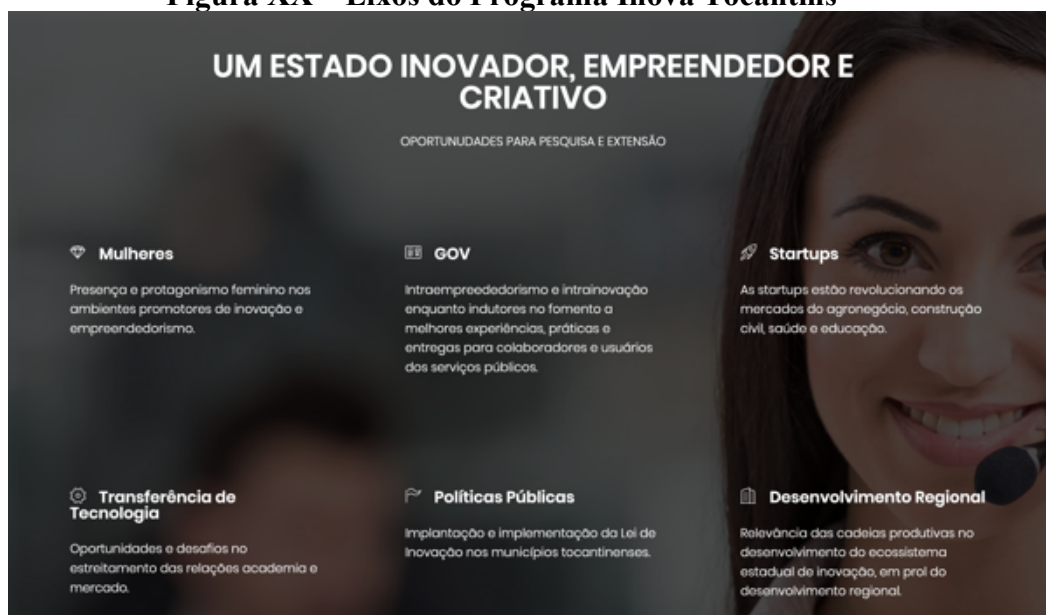 Figura XX – Eixos do Programa Inova Tocantins
UM ESTADO INOVADOR, EMPREENDEDOR E
CRIATIVO
OPORTUNUDADES PARA PESQUISA E EXTENSÃO
Mulheres
Presença e protagonismo feminino nos
ambientes promotores de inovação e
empreendedorismo.
GOV
Intraempreededorismo e intrainovação
enquanto indutores no fomento a
melhores experiências, práticas e
entregas para colaboradores e usuários
dos serviços públicos.
Startups
As startups estão revolucionando os
mercados do agronegócio, construção
civil, saúde e educação.
Transferência de
Tecnologia
Oportunidades e desafios no
estreitamento das relações academia e
mercado.
Políticas Públicas
Implantação e implementação da Lei de
Inovação nos municípios tocantinenses.
Desenvolvimento Regional
Relevância das cadeias produtivas no
desenvolvimento do ecossistema
estadual de inovação, em prol do
desenvolvimento regional.